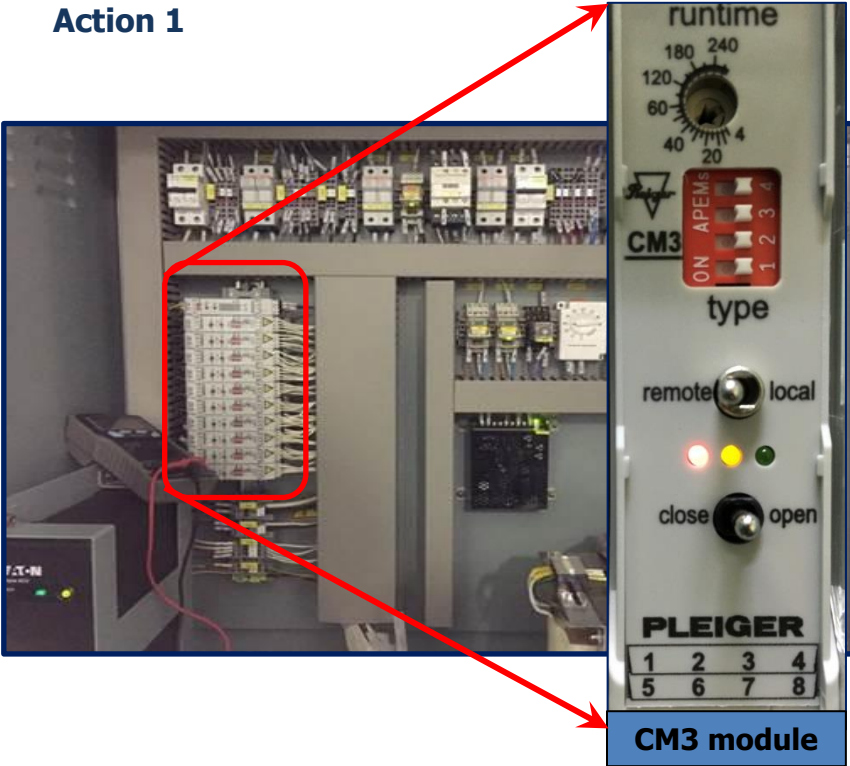 Action 1
runtime
180 240
120
60
40 20 4
Pleiger
CM3
ON APEMs
1 2 3 4
type
remote local
close open
PLEIGER
1 2 3 4
5 6 7 8
CM3 module